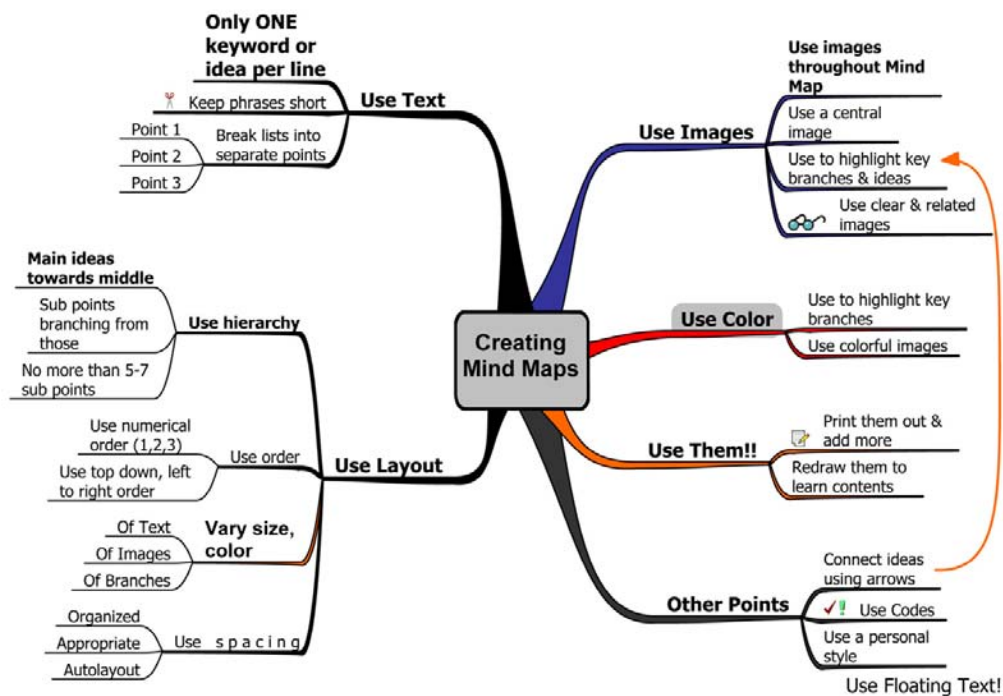 Creating
Mind Maps
Use Text
Only ONE
keyword or
idea per line
Keep phrases short
Break lists into
separate points
Point 1
Point 2
Point 3
Use Layout
Use hierarchy
Main ideas
towards middle
Sub points
branching from
those
No more than 5-7
sub points
Use order
Use numerical
order (1,2,3)
Use top down, left
to right order
Vary size,
color
Of Text
Of Images
Of Branches
Use spacing
Organized
Appropriate
Autolayout
Use Images
Use images
throughout Mind
Map
Use a central
image
Use to highlight key
branches & ideas
Use clear & related
images
Use Color
Use to highlight key
branches
Use colorful images
Use Them!!
Print them out &
add more
Redraw them to
learn contents
Other Points
Connect ideas
using arrows
Use Codes
Use a personal
style
Use Floating Text!